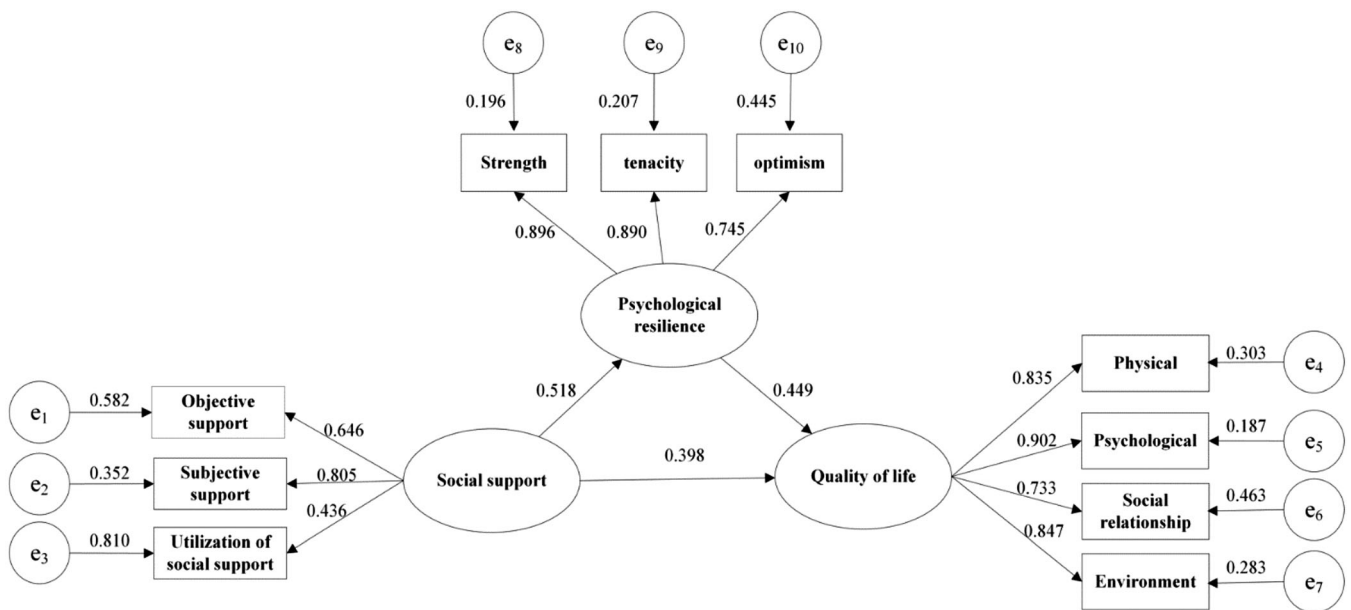 e8
e9
e10
0.196
0.207
0.445
Strength
tenacity
optimism
0.896
0.890
0.745
Psychological
resilience
0.518
0.449
e1
0.582
Objective
support
0.646
e2
0.352
Subjective
support
0.805
e3
0.810
Utilization of
social support
0.436
Social support
0.398
Quality of life
0.835
Physical
0.303
e4
0.902
Psychological
0.187
e5
0.733
Social
relationship
0.463
e6
0.847
Environment
0.283
e7